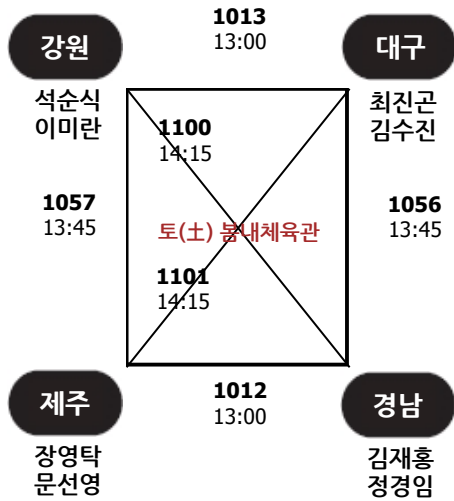 1013
13:00
강원
대구
석순식
이미란
최진곤
김수진
1100
14:15
1057
13:45
1056
13:45
토(土) 봄내체육관
1101
14:15
제주
1012
13:00
경남
장영탁
문선영
김재홍
정경임